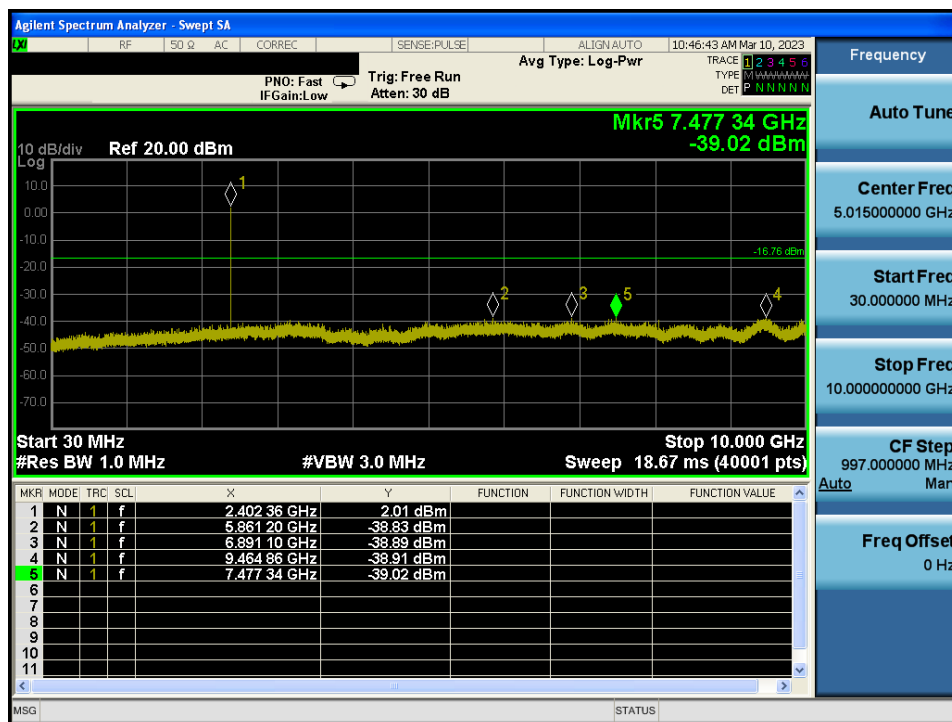 Agilent Spectrum Analyzer - Swept SA
LXI RF 50 Ω AC CORREC SENSE:PULSE ALIGN AUTO 10:46:43 AM Mar 10, 2023
Frequency
Avg Type: Log-Pwr
TRACE 1 2 3 4 5 6
PNO: Fast Trig: Free Run
TYPE M W W W W W
IFGain:Low Atten: 30 dB
DET P N N N N N
Auto Tune
Mkr5 7.477 34 GHz
-39.02 dBm
10 dB/div Ref 20.00 dBm
Log
10.0
0.00
-10.0
-20.0
-30.0
-40.0
-50.0
-60.0
-70.0
1
-16.76 dBm
2
3
5
4
Center Freq
5.015000000 GHz
Start Freq
30.000000 MHz
Stop Freq
10.000000000 GHz
Start 30 MHz Stop 10.000 GHz
#Res BW 1.0 MHz #VBW 3.0 MHz Sweep 18.67 ms (40001 pts)
CF Step
997.000000 MHz
Auto Man
Freq Offset
0 Hz
MKR MODE TRC SCL X Y FUNCTION FUNCTION WIDTH FUNCTION VALUE
1 N 1 f 2.402 36 GHz 2.01 dBm
2 N 1 f 5.861 20 GHz -38.83 dBm
3 N 1 f 6.891 10 GHz -38.89 dBm
4 N 1 f 9.464 86 GHz -38.91 dBm
5 N 1 f 7.477 34 GHz -39.02 dBm
6
7
8
9
10
11
MSG STATUS